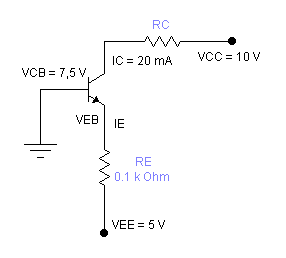 RC
IC = 20 mA
VCC = 10 V
VCB = 7,5 V
VEB
IE
RE
0.1 k Ohm
VEE = 5 V